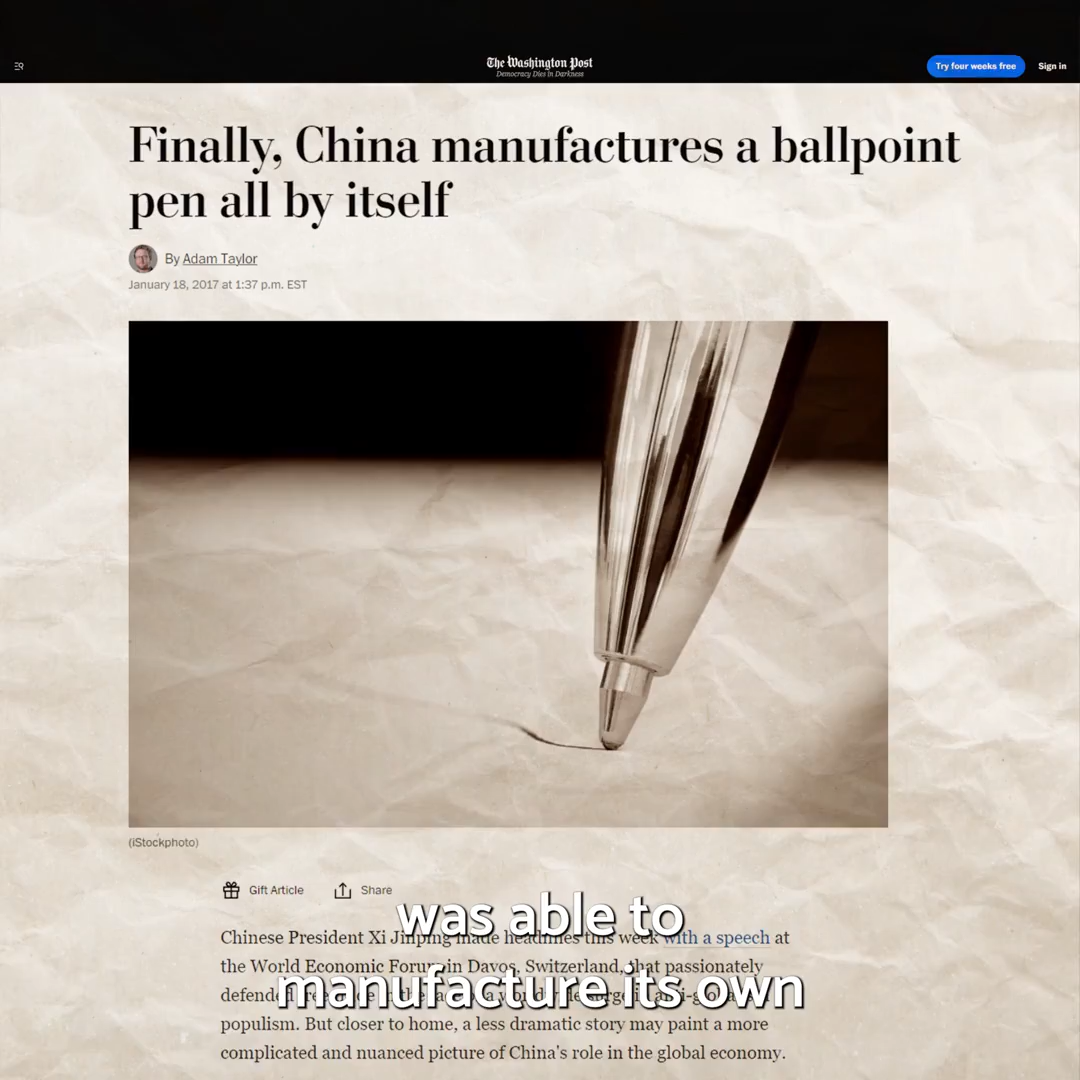 The Washington Post
Democracy Dies in Darkness
Try four weeks free
Sign in
Finally, China manufactures a ballpoint
pen all by itself
By Adam Taylor
January 18, 2017 at 1:37 p.m. EST
(iStockphoto)
Gift Article
Share
was able to
manufacture its own
Chinese President Xi Jinping made headlines this week with a speech at
the World Economic Forum in Davos, Switzerland, that passionately
populism. But closer to home, a less dramatic story may paint a more
complicated and nuanced picture of China's role in the global economy.